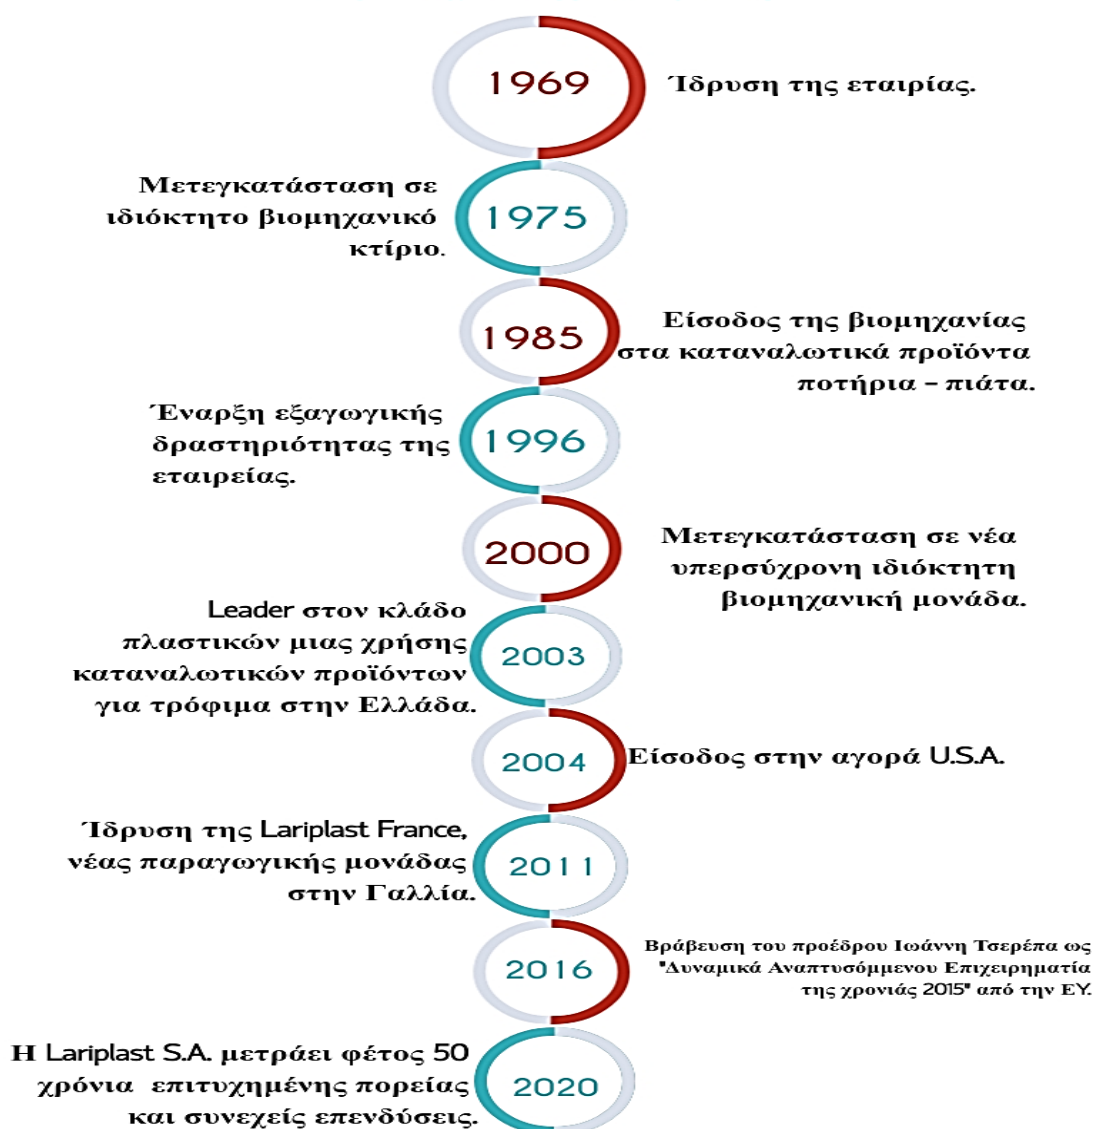 1969
Ίδρυση της εταιρίας.
Μετεγκατάσταση σε
ιδιόκτητο βιομηχανικό
κτίριο.
1975
1985
Είσοδος της βιομηχανίας
στα καταναλωτικά προϊόντα
ποτήρια – πιάτα.
Έναρξη εξαγωγικής
δραστηριότητας της
εταιρείας.
1996
2000
Μετεγκατάσταση σε νέα
υπερσύχρονη ιδιόκτητη
βιομηχανική μονάδα.
Leader στον κλάδο
πλαστικών μιας χρήσης
καταναλωτικών προϊόντων
για τρόφιμα στην Ελλάδα.
2003
2004
Είσοδος στην αγορά U.S.A.
Ίδρυση της Lariplast France,
νέας παραγωγικής μονάδας
στην Γαλλία.
2011
2016
Βράβευση του προέδρου Ιωάννη Τσερέπα ως
"Δυναμικά Αναπτυσόμμενου Επιχειρηματία
της χρονιάς 2015" από την ΕΥ.
Η Lariplast S.A. μετράει φέτος 50
χρόνια επιτυχημένης πορείας
και συνεχείς επενδύσεις.
2020